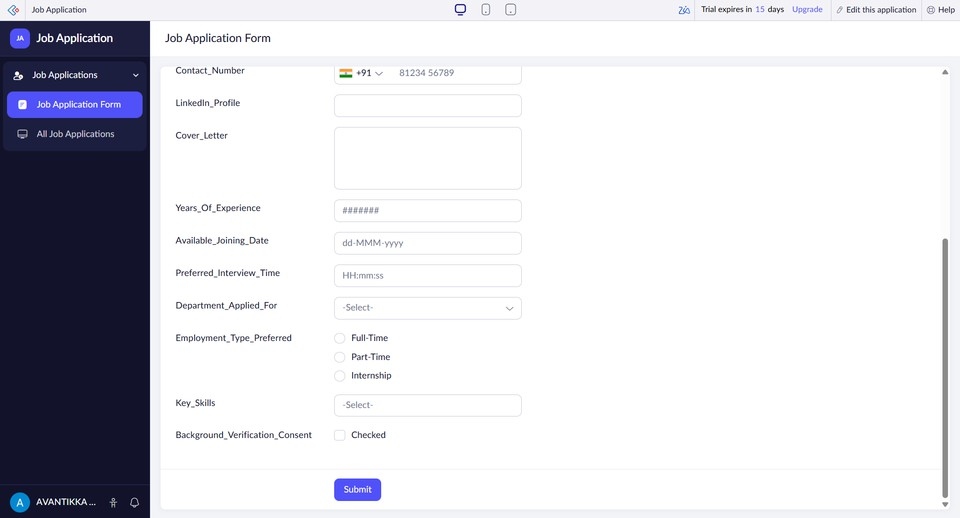 Job Application
Trial expires in 15 days Upgrade
Edit this application
Help
JA Job Application
Job Applications
Job Application Form
All Job Applications
AVANTIKKA ...
A
Job Application Form
Contact_Number
+91 81234 56789
LinkedIn_Profile
Cover_Letter
Years_Of_Experience
#######
Available_Joining_Date
dd-MMM-yyyy
Preferred_Interview_Time
HH:mm:ss
Department_Applied_For
-Select-
Employment_Type_Preferred
Full-Time
Part-Time
Internship
Key_Skills
-Select-
Background_Verification_Consent
Checked
Submit